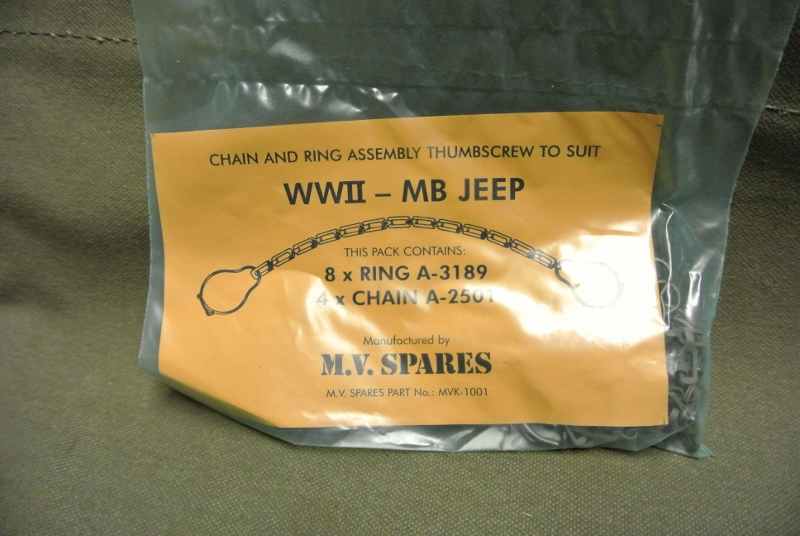 CHAIN AND RING ASSEMBLY THUMBSCREW TO SUIT
WWII – MB JEEP
THIS PACK CONTAINS:
8 x RING A-3189
4 x CHAIN A-2501
Manufactured by
M.V. SPARES
M.V. SPARES PART No.: MVK-1001